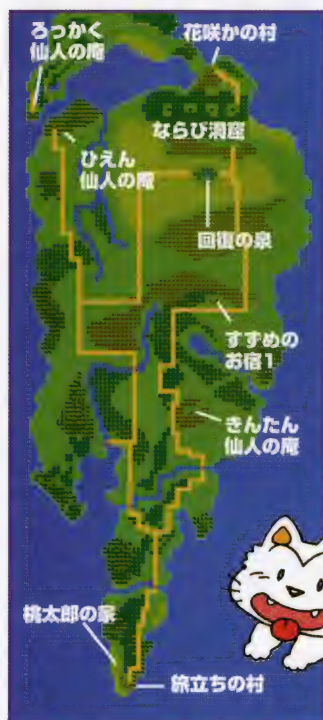 ろっかく
仙人の庵
花咲かの村
ならび洞窟
ひえん
仙人の庵
回復の泉
すずめの
お宿1
きんたん
仙人の庵
桃太郎の家
旅立ちの村